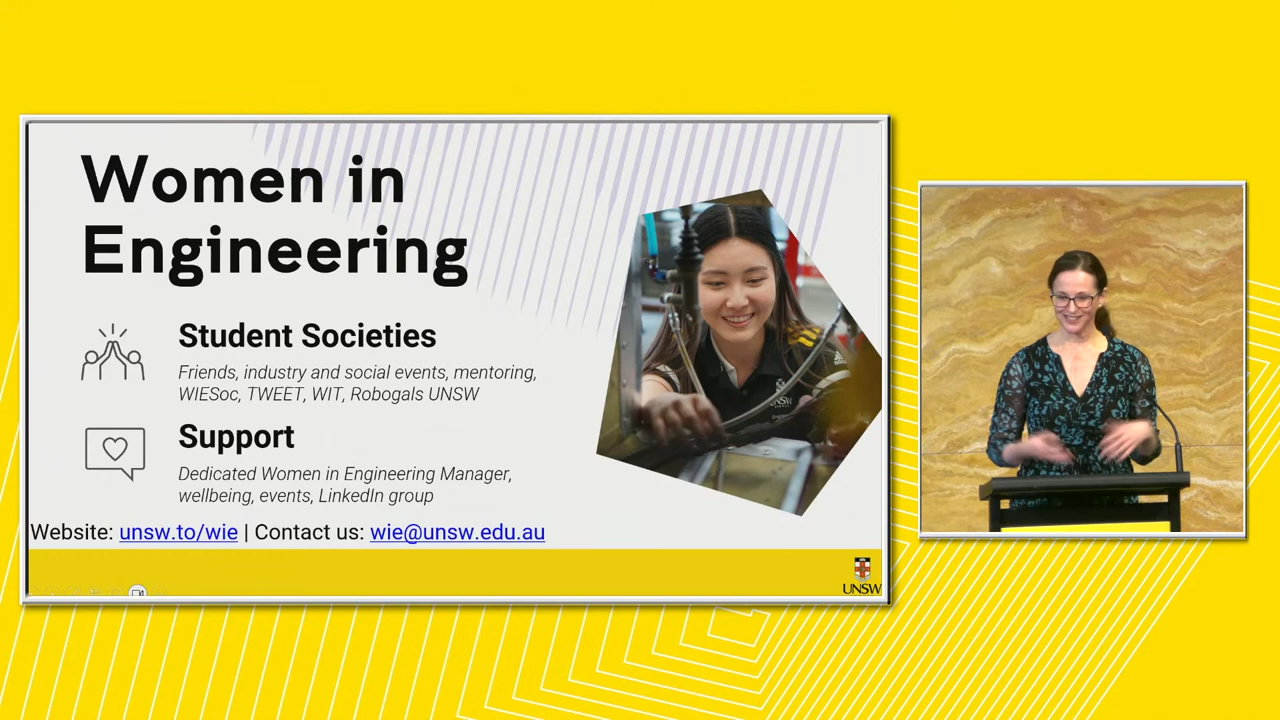 Women in
Engineering
Student Societies
Friends, industry and social events, mentoring,
WIESoc, TWEET, WIT, Robogals UNSW
Support
Dedicated Women in Engineering Manager,
wellbeing, events, LinkedIn group
Website: unsw.to/wie | Contact us: wie@unsw.edu.au
UNSW
UNSW